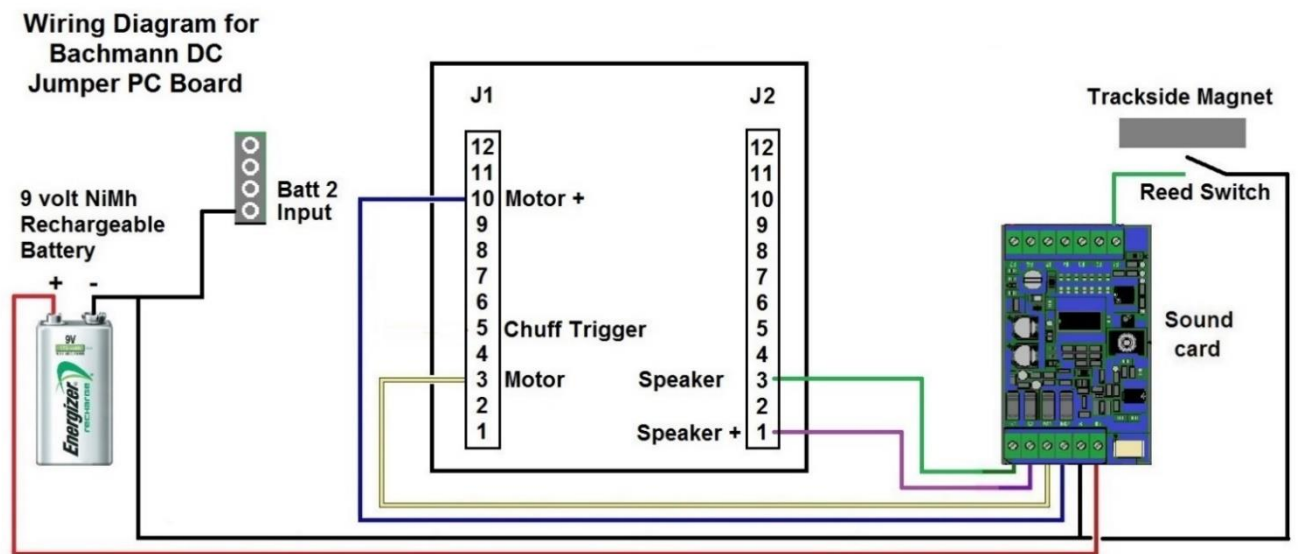 Wiring Diagram for
Bachmann DC
Jumper PC Board
9 volt NiMh
Rechargeable
Battery
+ -
9V
Energizer
recharge
Batt 2
Input
J1
12
11
10 Motor +
9
8
7
6
5 Chuff Trigger
4
3 Motor
2
1
J2
12
11
10
9
8
7
6
5
4
Speaker 3
2
Speaker + 1
Trackside Magnet
Reed Switch
Sound
card